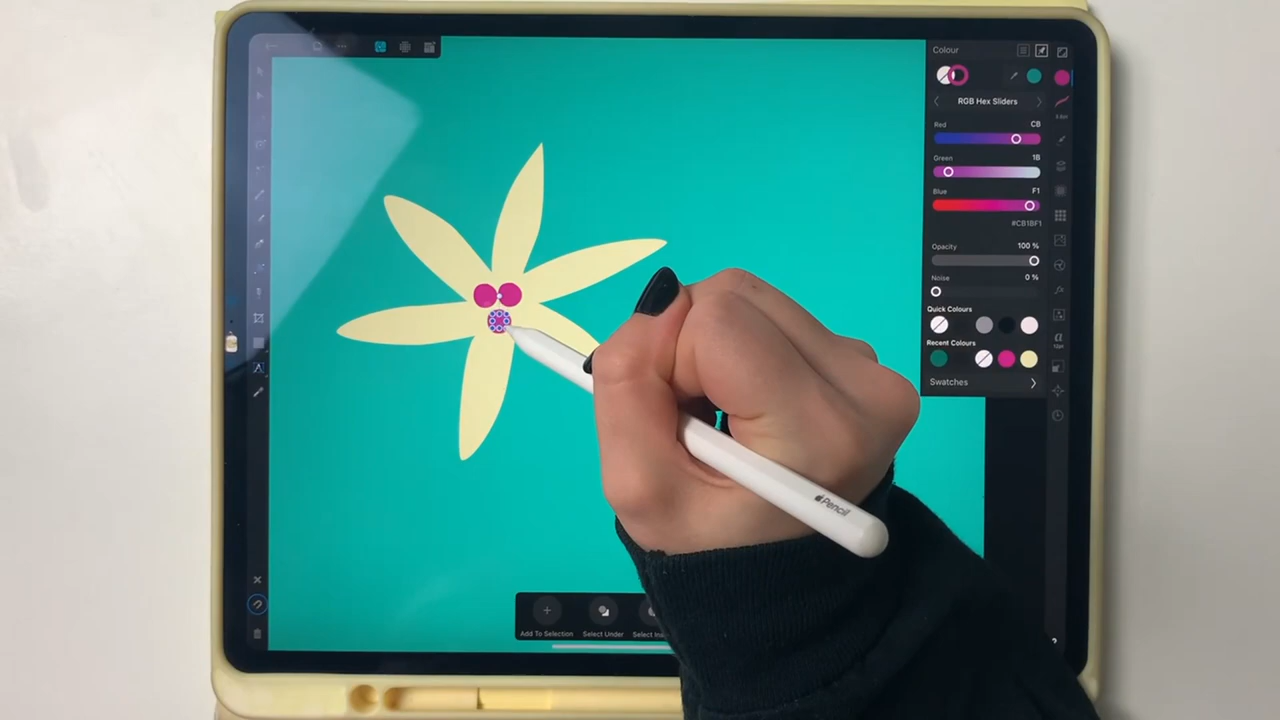 Colour
RGB Hex Sliders
Red CB
Green 1B
Blue F1
#CB1BF1
Opacity 100 %
Noise 0 %
Quick Colours
Recent Colours
Swatches
Add To Selection
Select Under
Select
Pencil
a
A
?